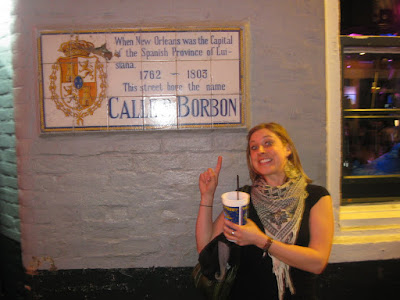 When New Orleans was the Capital
of the Spanish Province of Lui-
siana.
1762 — 1803
This street bore the name
CALLE D BORBON